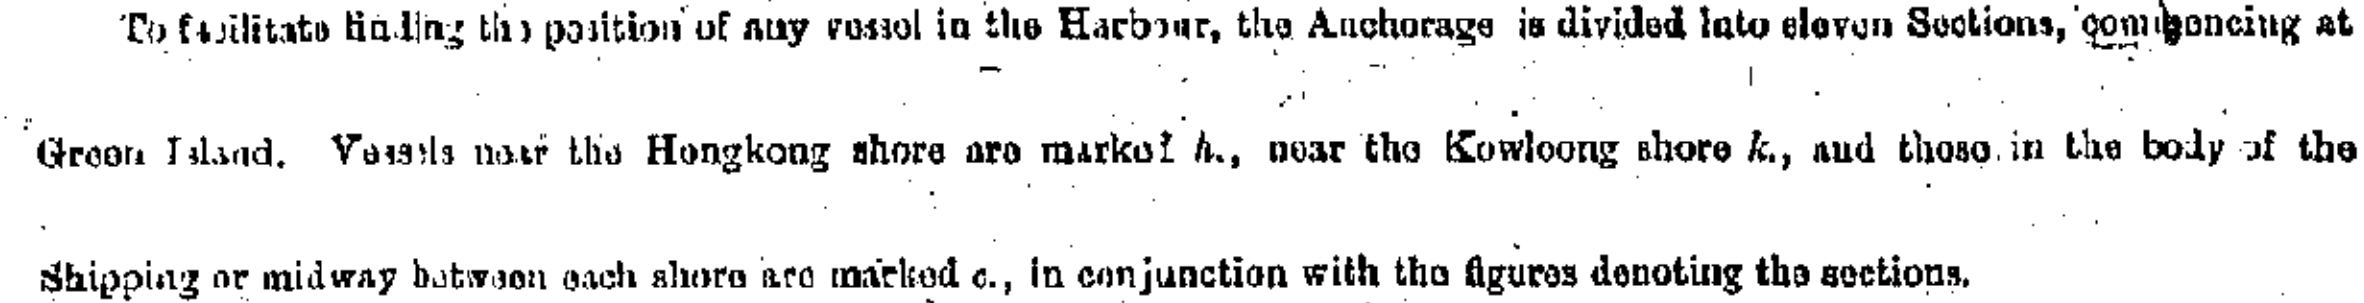 To facilitate finding the position of any vessel in the Harbour, the Anchorage is divided into eleven Sections, commencing at
Green Island. Vessels near the Hongkong shore are marked h., near the Kowloong shore k., and those in the body of the
Shipping or midway between each shore are marked c., in conjunction with the figures denoting the sections.